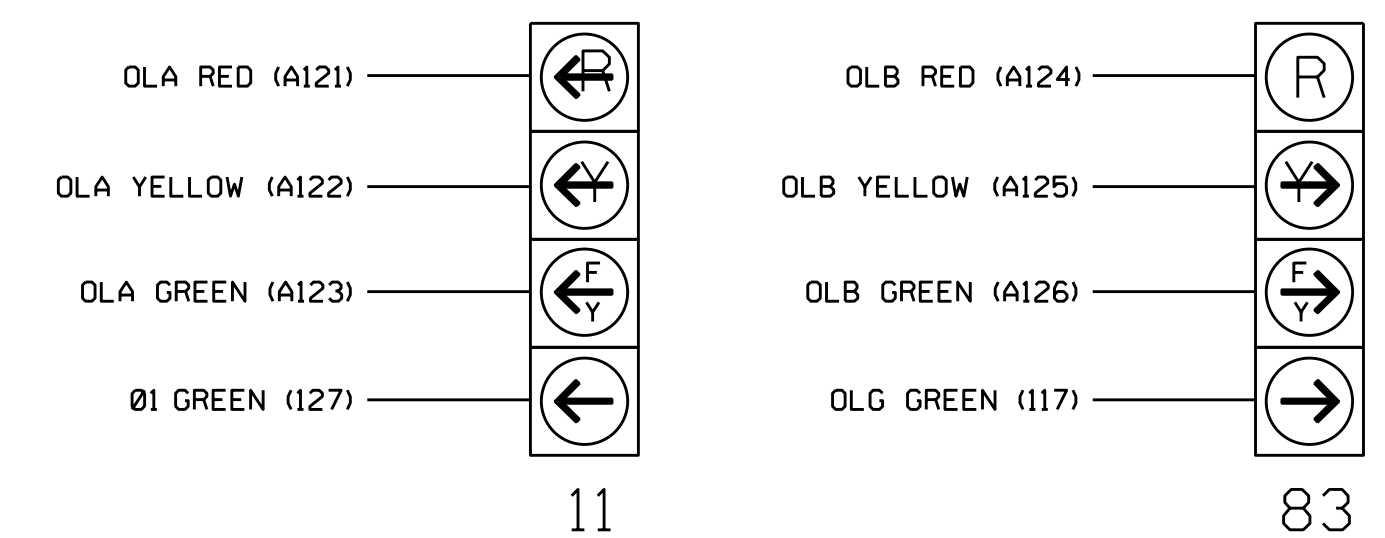 OLA RED (A121)
R
OLA YELLOW (A122)
Y
OLA GREEN (A123)
F
Y
Ø1 GREEN (127)
11
OLB RED (A124)
R
OLB YELLOW (A125)
Y
OLB GREEN (A126)
F
Y
OLG GREEN (117)
83